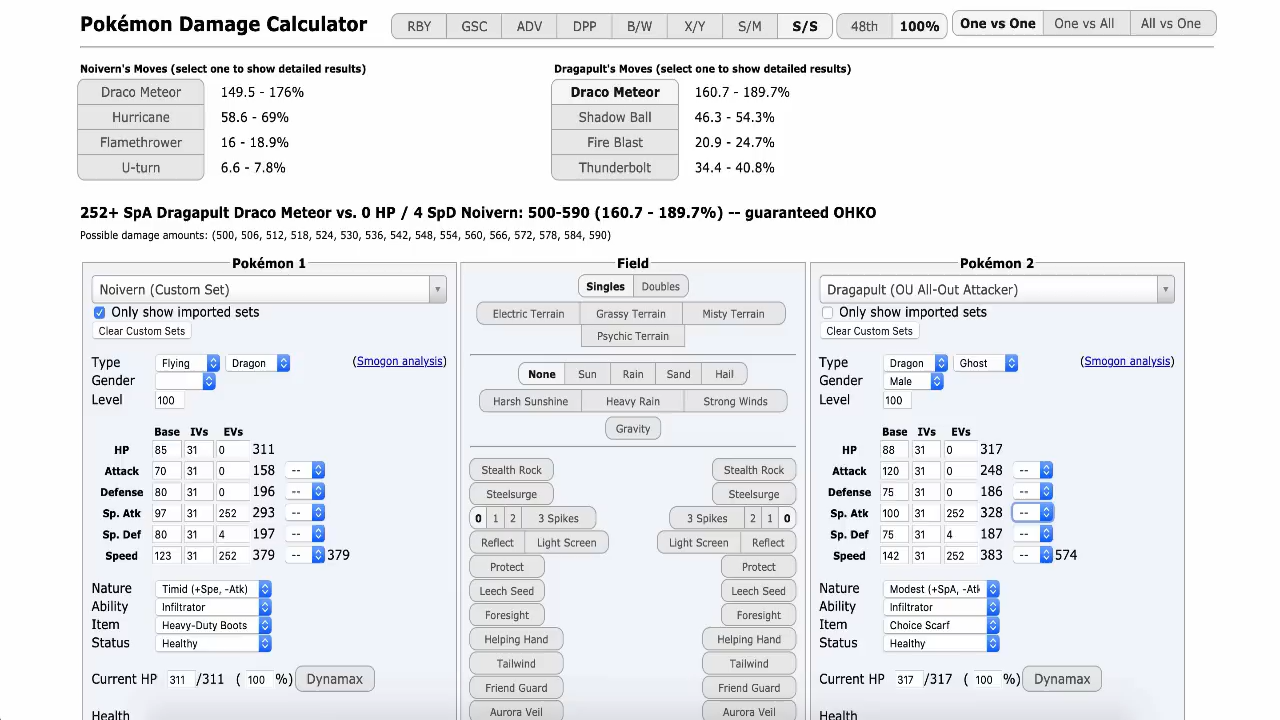 Pokémon Damage Calculator RBY GSC ADV DPP B/W X/Y S/M S/S 48th 100% One vs One One vs All All vs One
Noivern's Moves (select one to show detailed results) Dragapult's Moves (select one to show detailed results)
Draco Meteor 149.5 - 176% Draco Meteor 160.7 - 189.7%
Hurricane 58.6 - 69% Shadow Ball 46.3 - 54.3%
Flamethrower 16 - 18.9% Fire Blast 20.9 - 24.7%
U-turn 6.6 - 7.8% Thunderbolt 34.4 - 40.8%
252+ SpA Dragapult Draco Meteor vs. 0 HP / 4 SpD Noivern: 500-590 (160.7 - 189.7%) -- guaranteed OHKO
Possible damage amounts: (500, 506, 512, 518, 524, 530, 536, 542, 548, 554, 560, 566, 572, 578, 584, 590)
Pokémon 1 Field Pokémon 2
Noivern (Custom Set) Singles Doubles Dragapult (OU All-Out Attacker)
Only show imported sets Electric Terrain Grassy Terrain Misty Terrain Only show imported sets
Clear Custom Sets Psychic Terrain Clear Custom Sets
Type Flying Dragon (Smogon analysis) None Sun Rain Sand Hail Type Dragon Ghost (Smogon analysis)
Gender Gender Male
Level 100 Harsh Sunshine Heavy Rain Strong Winds Level 100
Gravity
Base IVs EVs Base IVs EVs
HP 85 31 0 311 HP 88 31 0 317
Attack 70 31 0 158 -- Stealth Rock Stealth Rock Attack 120 31 0 248 --
Defense 80 31 0 196 -- Steelsurge Steelsurge Defense 75 31 0 186 --
Sp. Atk 97 31 252 293 -- 0 1 2 3 Spikes 3 Spikes 2 1 0 Sp. Atk 100 31 252 328 --
Sp. Def 80 31 4 197 -- Reflect Light Screen Light Screen Reflect Sp. Def 75 31 4 187 --
Speed 123 31 252 379 -- 379 Protect Protect Speed 142 31 252 383 -- 574
Nature Timid (+Spe, -Atk) Leech Seed Leech Seed Nature Modest (+SpA, -Atk
Ability Infiltrator Foresight Foresight Ability Infiltrator
Item Heavy-Duty Boots Helping Hand Helping Hand Item Choice Scarf
Status Healthy Tailwind Tailwind Status Healthy
Current HP 311 /311 ( 100 %) Dynamax Friend Guard Friend Guard Current HP 317 /317 ( 100 %) Dynamax
Health Aurora Veil Aurora Veil Health